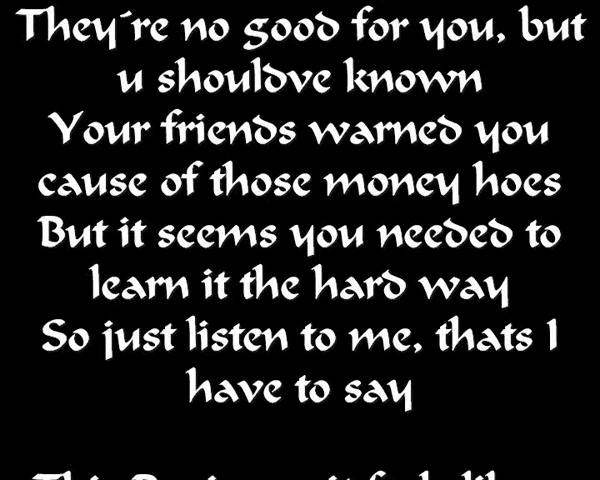 They´re no good for you, but
u shouldve known
Your friends warned you
cause of those money hoes
But it seems you needed to
learn it the hard way
So just listen to me, thats I
have to say